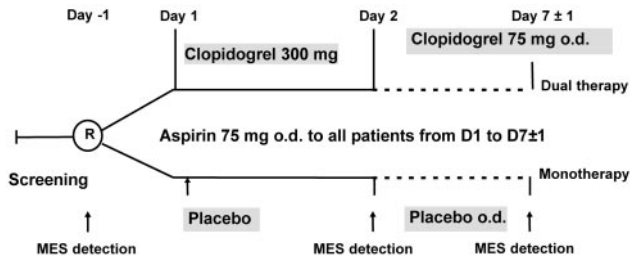 Day -1 Day 1 Day 2 Day 7 ± 1
Clopidogrel 300 mg
Clopidogrel 75 mg o.d.
Dual therapy
R
Aspirin 75 mg o.d. to all patients from D1 to D7±1
Screening
Monotherapy
Placebo
Placebo o.d.
MES detection MES detection MES detection